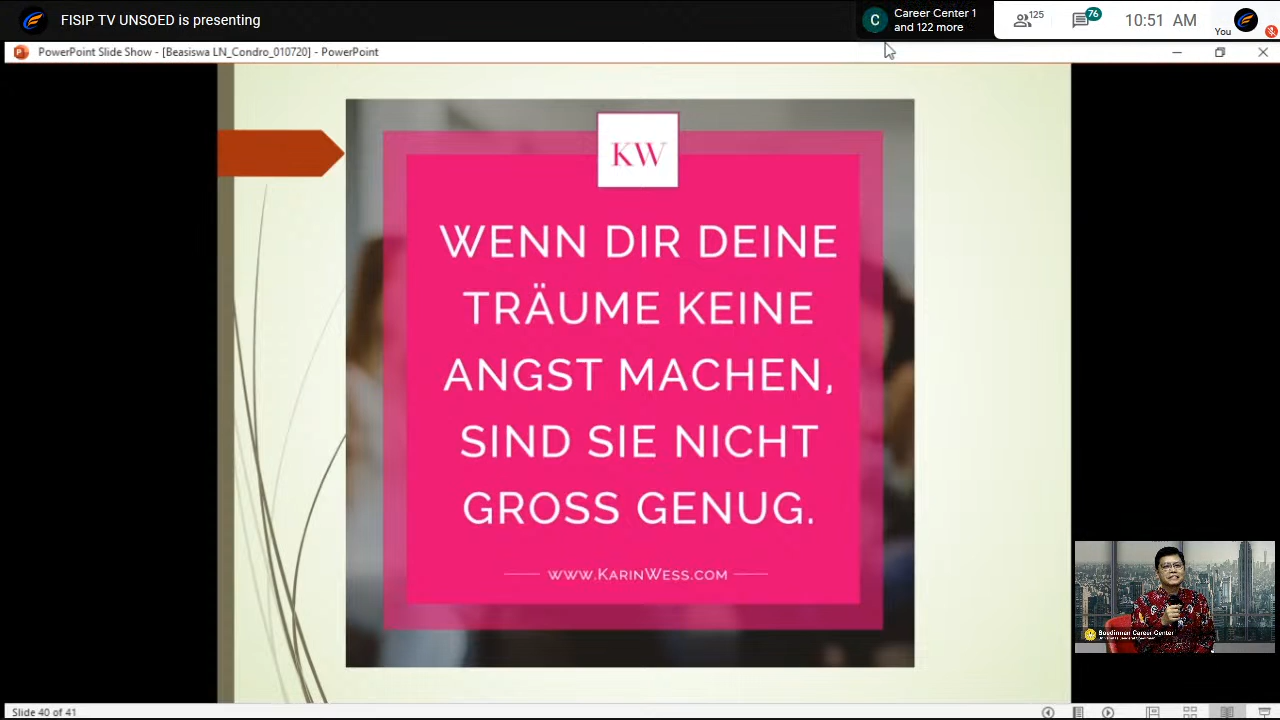 FISIP TV UNSOED is presenting
C
Career Center 1
and 122 more
125
76
10:51 AM
You
PowerPoint Slide Show - [Beasiswa LN_Condro_010720] - PowerPoint
KW
WENN DIR DEINE
TRÄUME KEINE
ANGST MACHEN,
SIND SIE NICHT
GROSS GENUG.
WWW.KARINWESS.COM
Boedirman Career Center
Slide 40 of 41